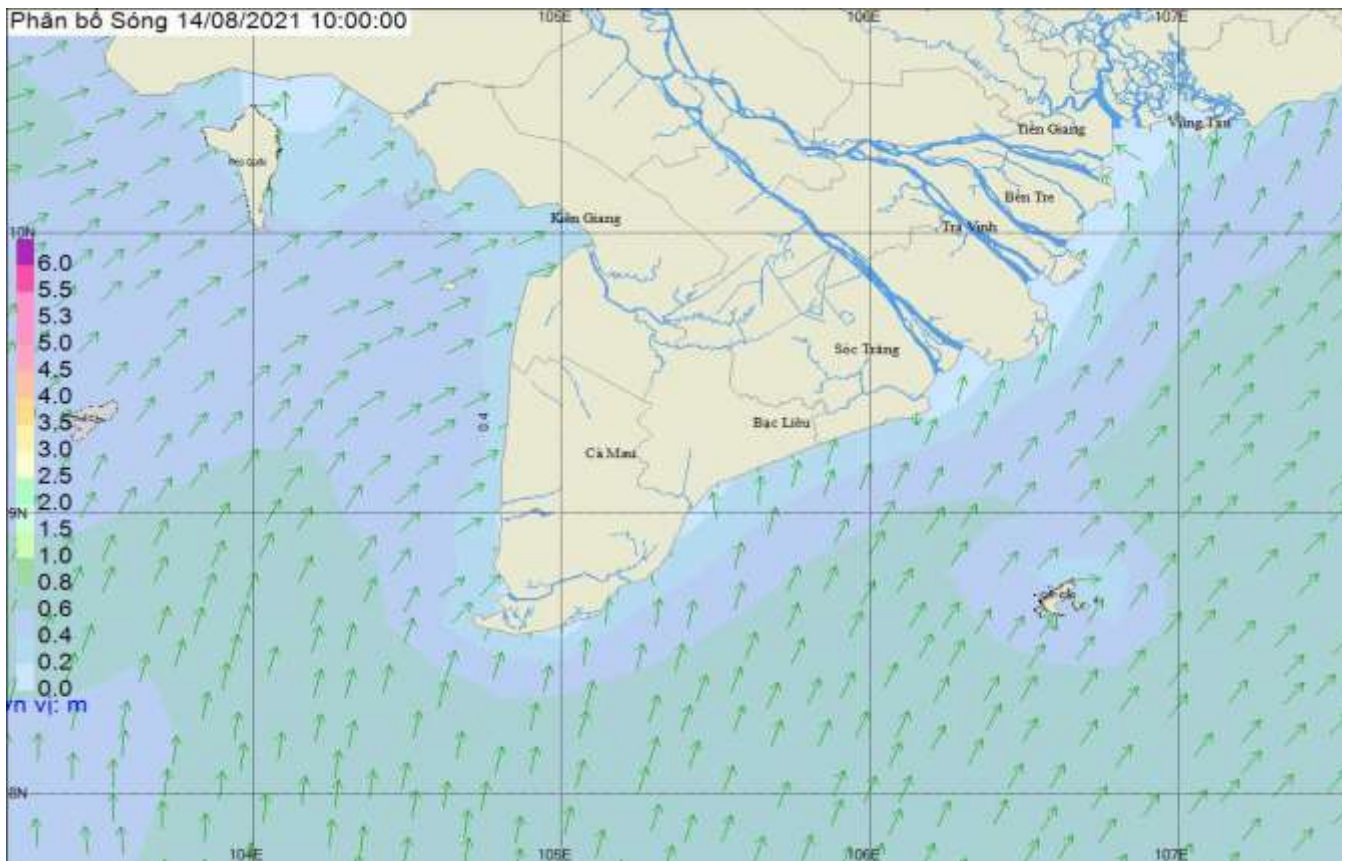 Phân bố Sóng 14/08/2021 10:00:00
105E
106E
107E
Tiền Giang
Vũng Tàu
Bến Tre
Kiên Giang
Trà Vinh
10N
6.0
5.5
5.3
5.0
4.5
4.0
3.5
3.0
2.5
2.0
1.5
1.0
0.8
0.6
0.4
0.2
0.0
Sóc Trăng
0.4
Bạc Liêu
Cà Mau
9N
vị: m
8N
104E
105E
106E
107E